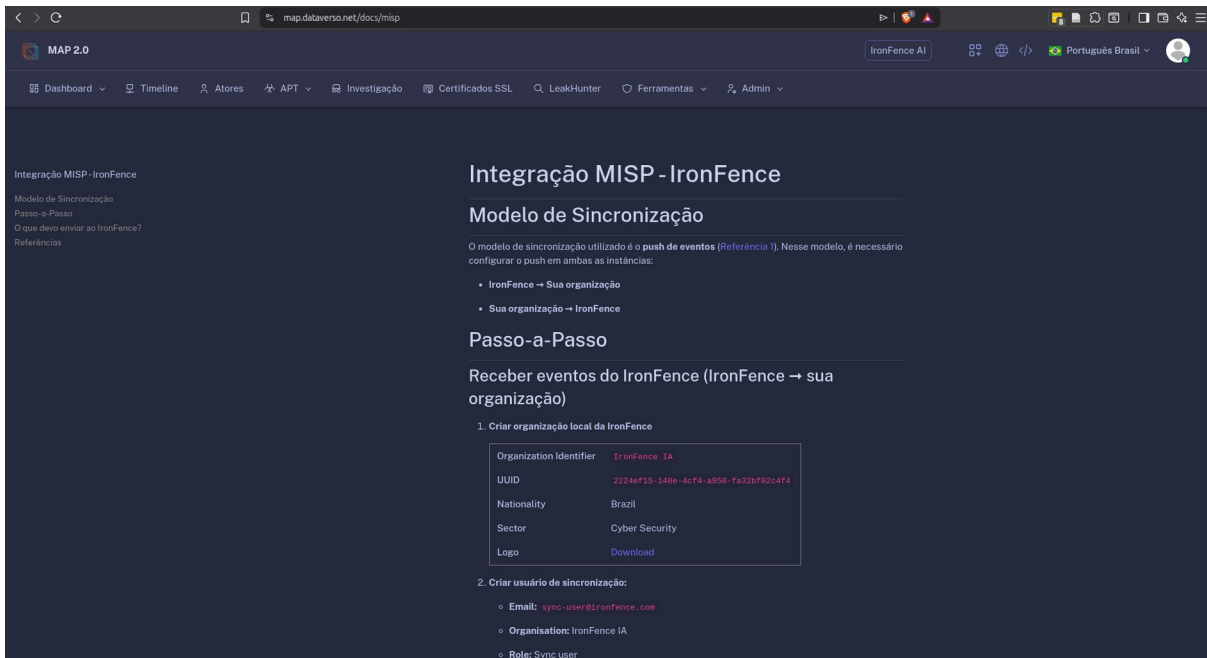 map.dataverso.net/docs/misp
MAP 2.0
IronFence AI
Português Brasil
Dashboard
Timeline
Atores
APT
Investigação
Certificados SSL
LeakHunter
Ferramentas
Admin
Integração MISP-IronFence
Modelo de Sincronização
Passo-a-Passo
O que devo enviar ao IronFence?
Referências
Integração MISP-IronFence
Modelo de Sincronização
O modelo de sincronização utilizado é o push de eventos (Referência 1). Nesse modelo, é necessário
configurar o push em ambas as instâncias:
• IronFence → Sua organização
• Sua organização → IronFence
Passo-a-Passo
Receber eventos do IronFence (IronFence → sua
organização)
1. Criar organização local da IronFence
Organization Identifier IronFence IA
UUID 2224ef15-140e-4cf4-a950-fa32bf02c4f4
Nationality Brazil
Sector Cyber Security
Logo Download
2. Criar usuário de sincronização:
◦ Email: sync-user@ironfence.com
◦ Organisation: IronFence IA
◦ Role: Sync user